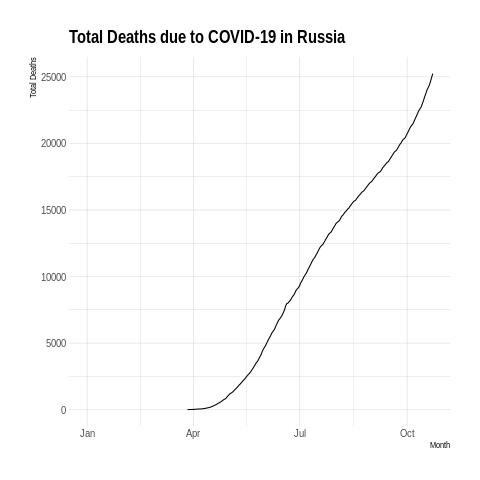 Total Deaths due to COVID-19 in Russia
Total Deaths
25000
20000
15000
10000
5000
0
Jan Apr Jul Oct
Month